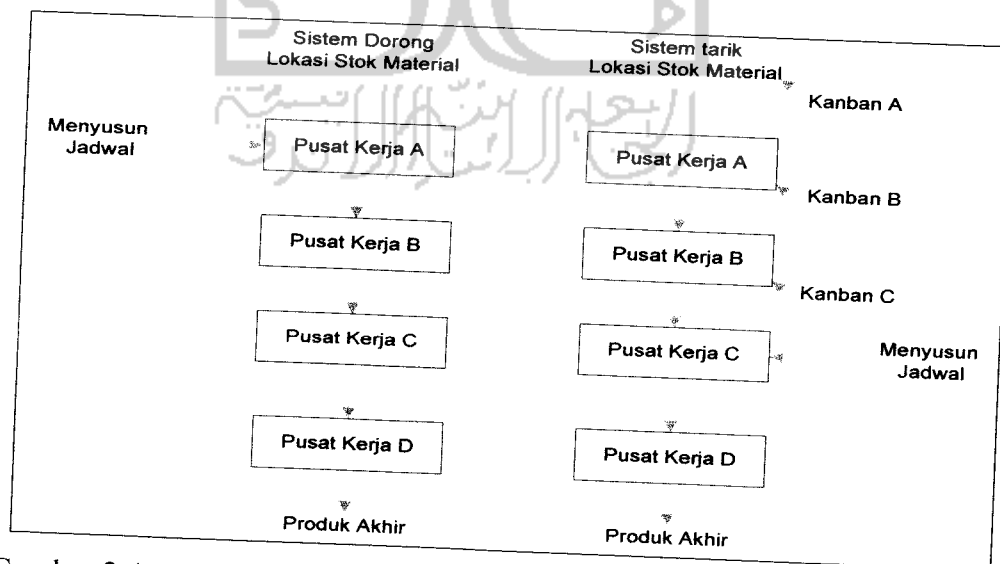 Sistem Dorong
Lokasi Stok Material
Sistem tarik
Lokasi Stok Material
Kanban A
Menyusun
Jadwal
Pusat Kerja A
Pusat Kerja A
Kanban B
Pusat Kerja B
Pusat Kerja B
Kanban C
Pusat Kerja C
Pusat Kerja C
Menyusun
Jadwal
Pusat Kerja D
Pusat Kerja D
Produk Akhir
Produk Akhir